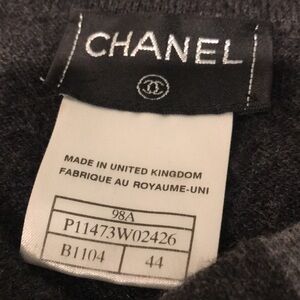 CHANEL
MADE IN UNITED KINGDOM
FABRIQUE AU ROYAUME-UNI
98A
P11473W02426
B1104 44